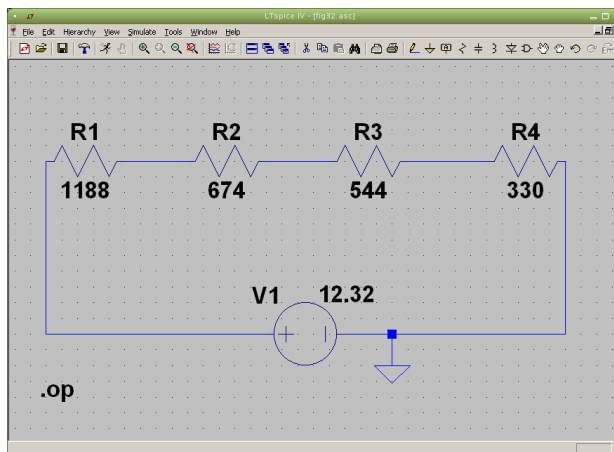 LTspice IV - [fig32.asc]
File Edit Hierarchy View Simulate Tools Window Help
R1 R2 R3 R4
1188 674 544 330
V1 12.32
.op